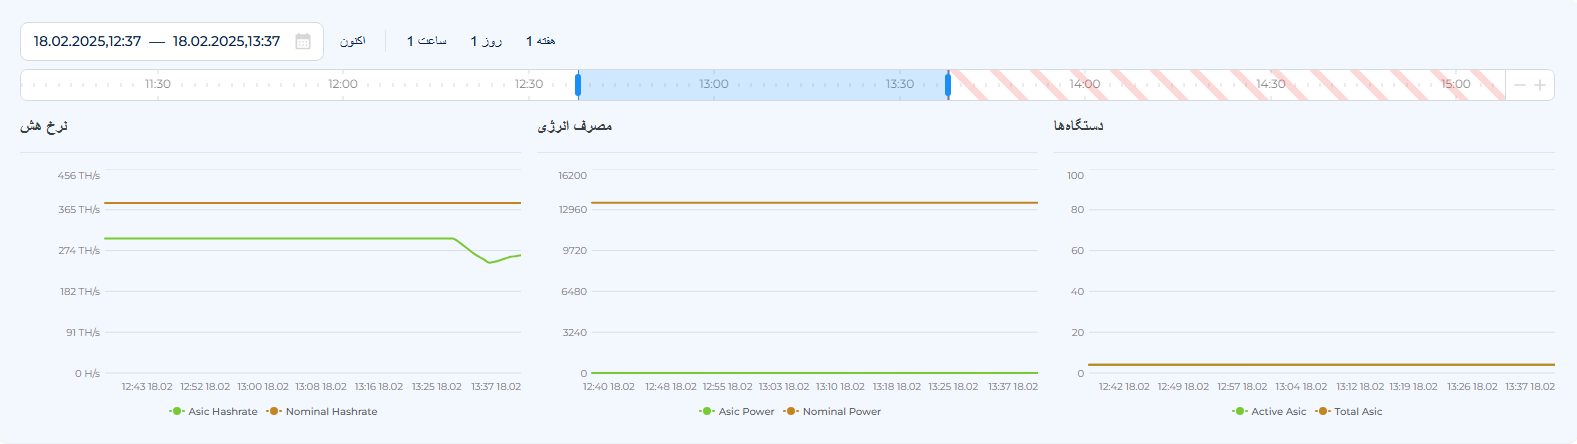 18.02.2025,12:37 — 18.02.2025,13:37 اکنون 1 ساعت 1 روز 1 هفته
11:30 12:00 12:30 13:00 13:30 14:00 14:30 15:00
نرخ هش
456 TH/s
365 TH/s
274 TH/s
182 TH/s
91 TH/s
0 H/s
12:43 18.02 12:52 18.02 13:00 18.02 13:08 18.02 13:16 18.02 13:25 18.02 13:37 18.02
Asic Hashrate Nominal Hashrate
مصرف انرژی
16200
12960
9720
6480
3240
0
12:40 18.02 12:48 18.02 12:55 18.02 13:03 18.02 13:10 18.02 13:18 18.02 13:25 18.02 13:37 18.02
Asic Power Nominal Power
دستگاه‌ها
100
80
60
40
20
0
12:42 18.02 12:49 18.02 12:57 18.02 13:04 18.02 13:12 18.02 13:19 18.02 13:26 18.02 13:37 18.02
Active Asic Total Asic